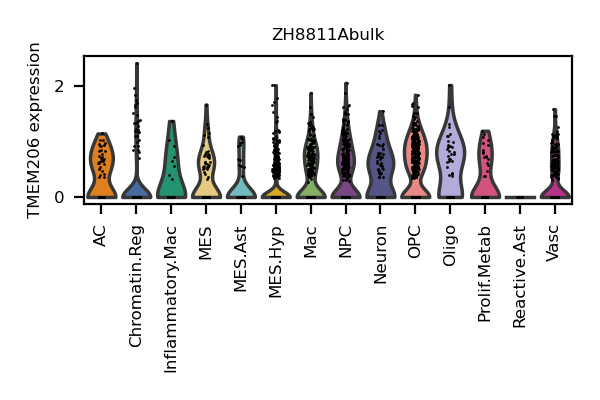 ZH8811Abulk
TMEM206 expression
2
0
AC
Chromatin.Reg
Inflammatory.Mac
MES
MES.Ast
MES.Hyp
Mac
NPC
Neuron
OPC
Oligo
Prolif.Metab
Reactive.Ast
Vasc